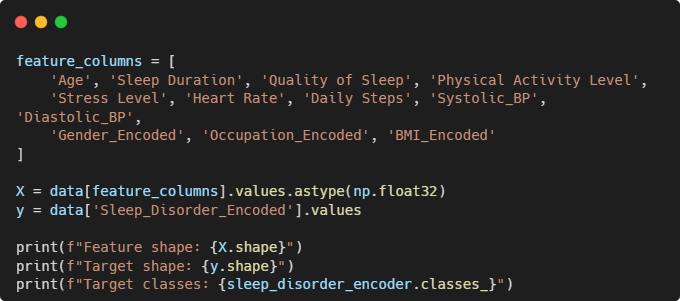 feature_columns = [
    'Age', 'Sleep Duration', 'Quality of Sleep', 'Physical Activity Level',
    'Stress Level', 'Heart Rate', 'Daily Steps', 'Systolic_BP',
'Diastolic_BP',
    'Gender_Encoded', 'Occupation_Encoded', 'BMI_Encoded'
]

X = data[feature_columns].values.astype(np.float32)
y = data['Sleep_Disorder_Encoded'].values

print(f"Feature shape: {X.shape}")
print(f"Target shape: {y.shape}")
print(f"Target classes: {sleep_disorder_encoder.classes_}")